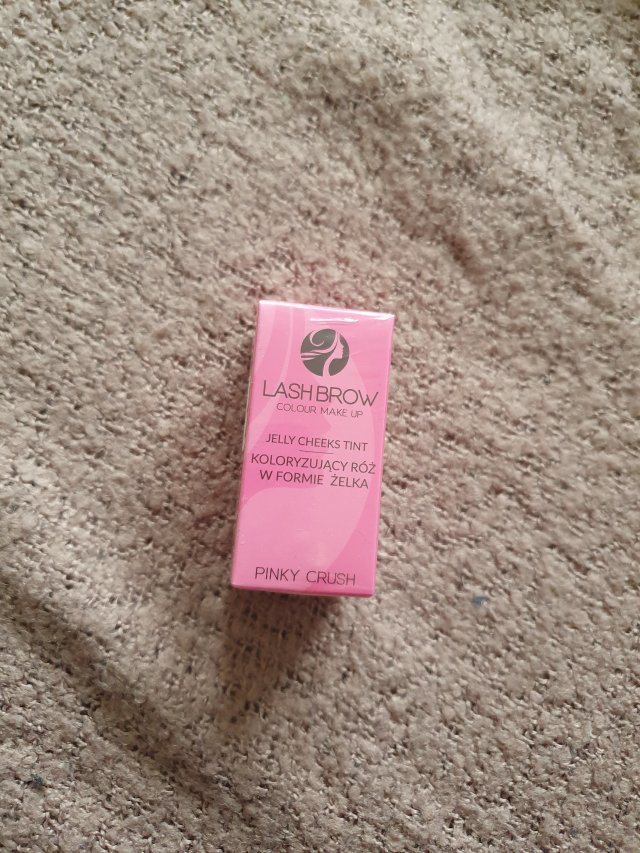 LASH BROW
COLOUR MAKE UP
JELLY CHEEKS TINT
KOLORYZUJĄCY RÓŻ
W FORMIE ŻELKA
PINKY CRUSH